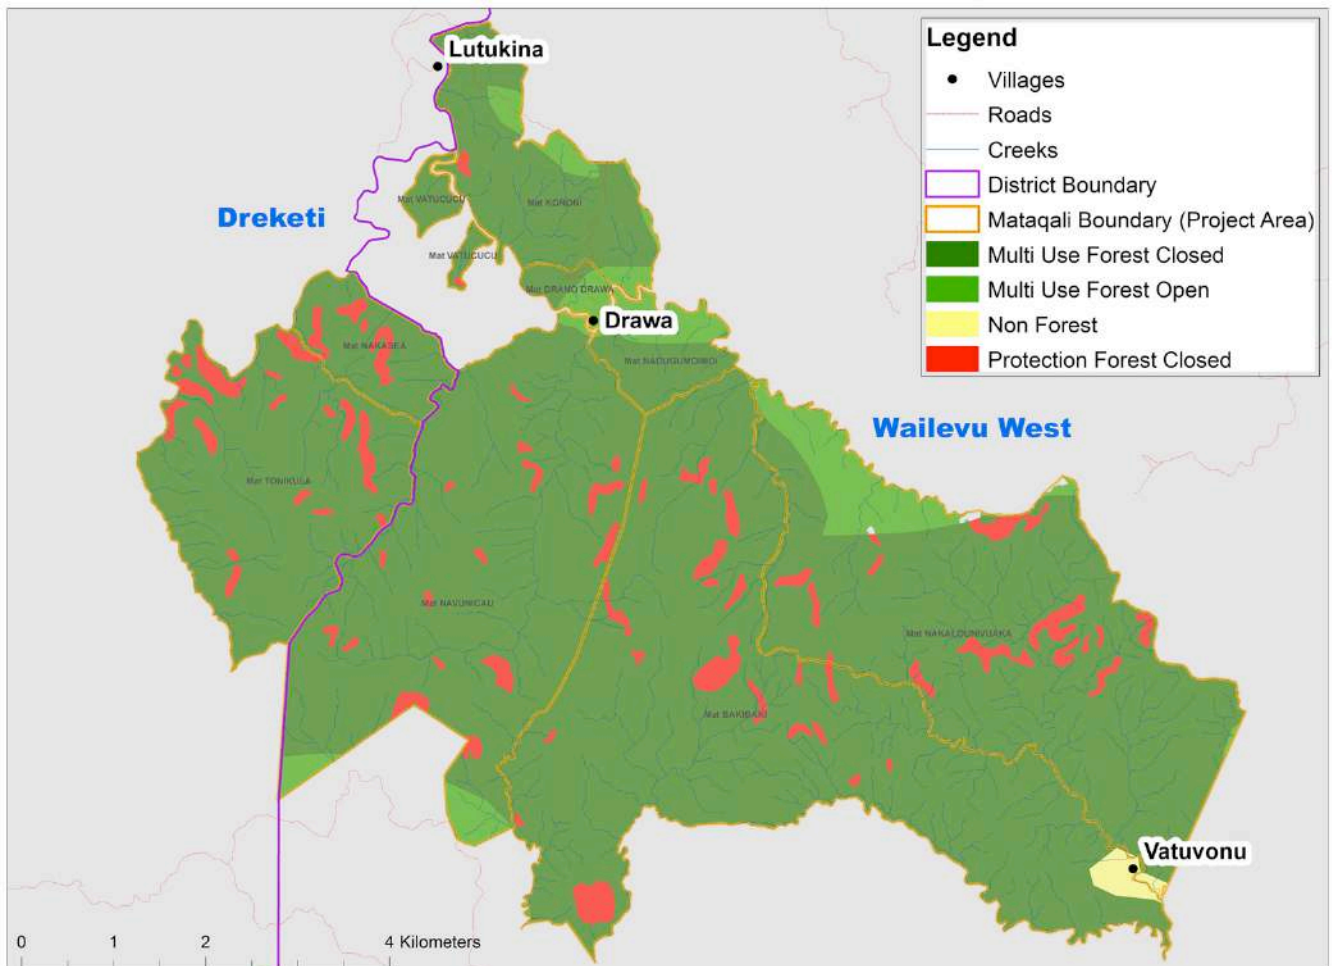 Lutukina
Legend
Villages
Roads
Creeks
District Boundary
Mataqali Boundary (Project Area)
Multi Use Forest Closed
Multi Use Forest Open
Non Forest
Protection Forest Closed
Mat VATUCUCU
Mat KORONI
Dreketi
Mat VATUCUCU
Mat DRANO DRAWA
Drawa
Mat NAKASEA
Mat NADUGUMOIMOI
Wailevu West
Mat TONIKULA
Mat NAVUNICAU
Mat NAKALOUNIVUAKA
Mat BAKIBAKI
Vatuvonu
0 1 2 4 Kilometers